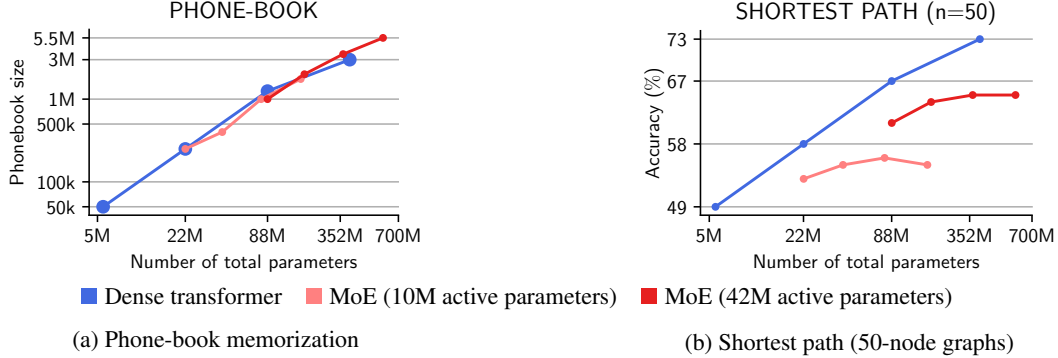 PHONE-BOOK
5.5M
3M
1M
500k
100k
50k
Phonebook size
5M 22M 88M 352M 700M
Number of total parameters
SHORTEST PATH (n=50)
73
67
58
49
Accuracy (%)
5M 22M 88M 352M 700M
Number of total parameters
Dense transformer MoE (10M active parameters) MoE (42M active parameters)
(a) Phone-book memorization
(b) Shortest path (50-node graphs)